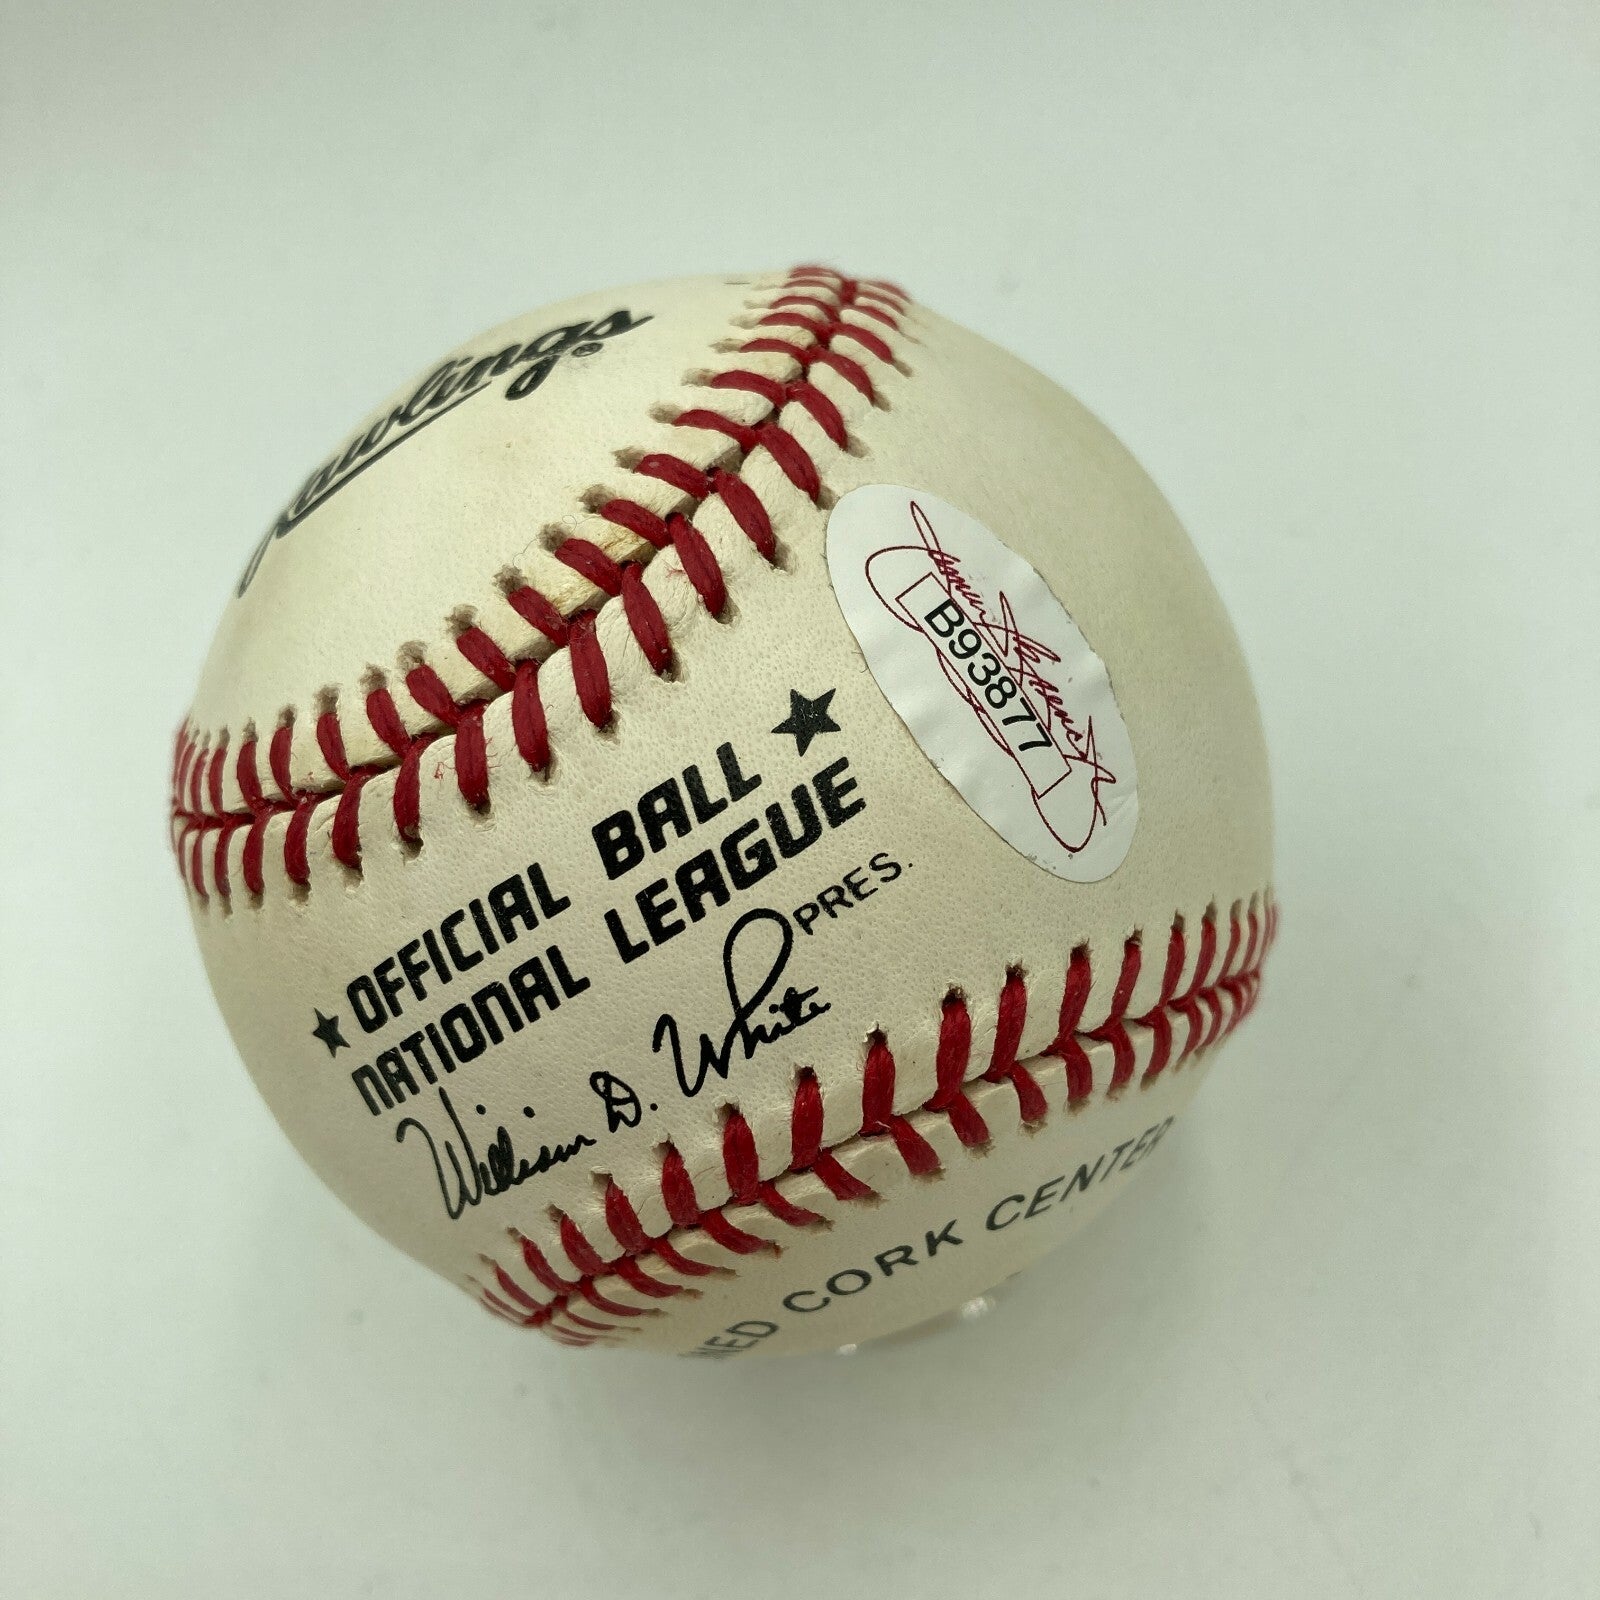 Rawlings®
★ OFFICIAL BALL ★
NATIONAL LEAGUE
William D. White PRES.
CORK CENTER
B93877